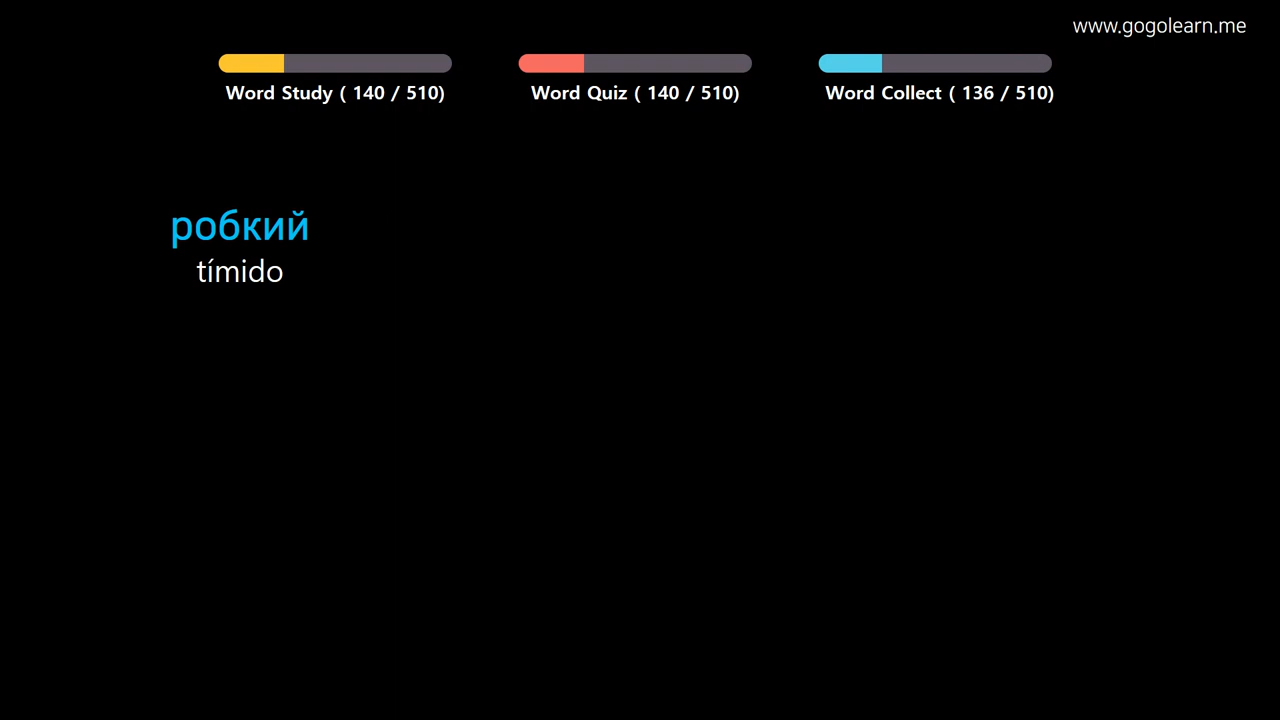 www.gogolearn.me
Word Study ( 140 / 510)
Word Quiz ( 140 / 510)
Word Collect ( 136 / 510)
робкий
tímido